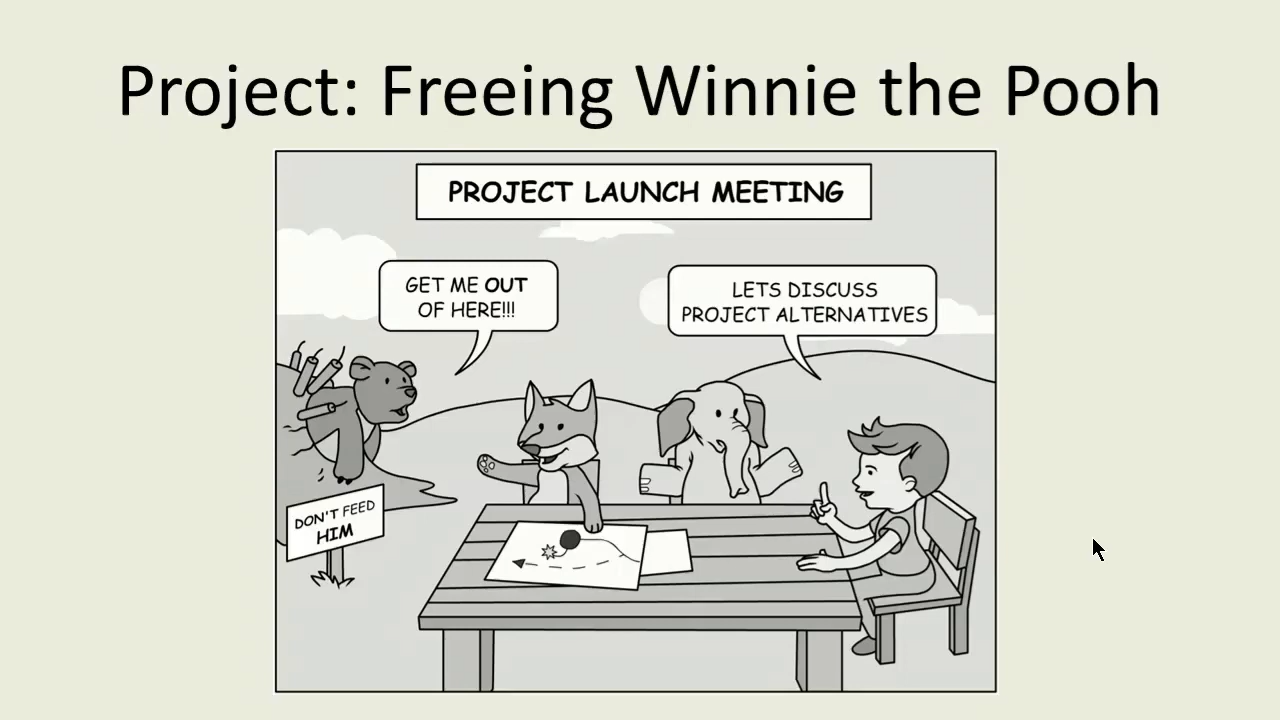 Project: Freeing Winnie the Pooh
PROJECT LAUNCH MEETING
GET ME OUT
OF HERE!!!
LETS DISCUSS
PROJECT ALTERNATIVES
DON'T FEED
HIM